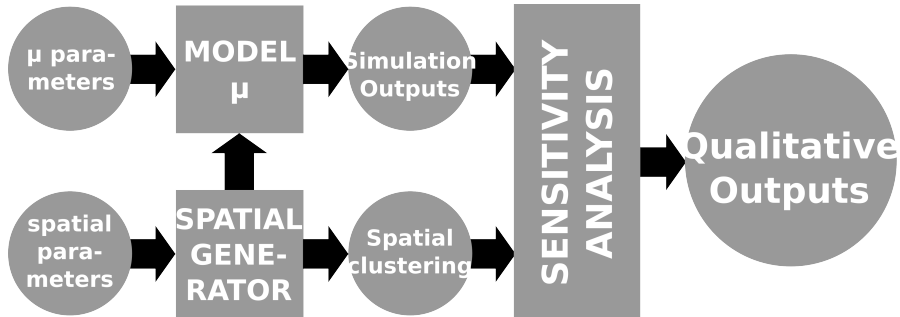 µ para-
meters
MODEL
µ
Simulation
Outputs
SENSITIVITY
ANALYSIS
Qualitative
Outputs
spatial
para-
meters
SPATIAL
GENE-
RATOR
Spatial
clustering